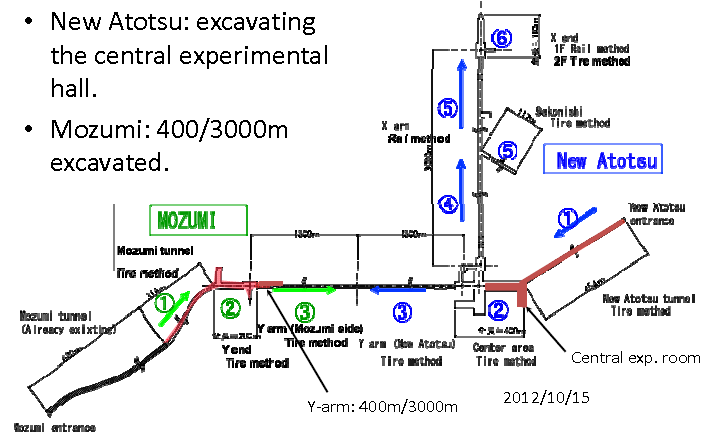 • New Atotsu: excavating
the central experimental
hall.
• Mozumi: 400/3000m
excavated.
⑥
X end
1F Rail method
2F Tire method
⑤
X arm
Rail method
3000m
④
Tire method
⑤
New Atotsu
①
New Atotsu
entrance
New Atotsu tunnel
Tire method
MOZUMI
Mozumi tunnel
Tire method
①
Mozumi tunnel
(Already existing)
Mozumi entrance
②
Y end
Tire method
③
Y arm (Mozumi side)
Tire method
③
Y arm (New Atotsu)
Tire method
②
Center area
Tire method
Central exp. room
Y-arm: 400m/3000m
2012/10/15